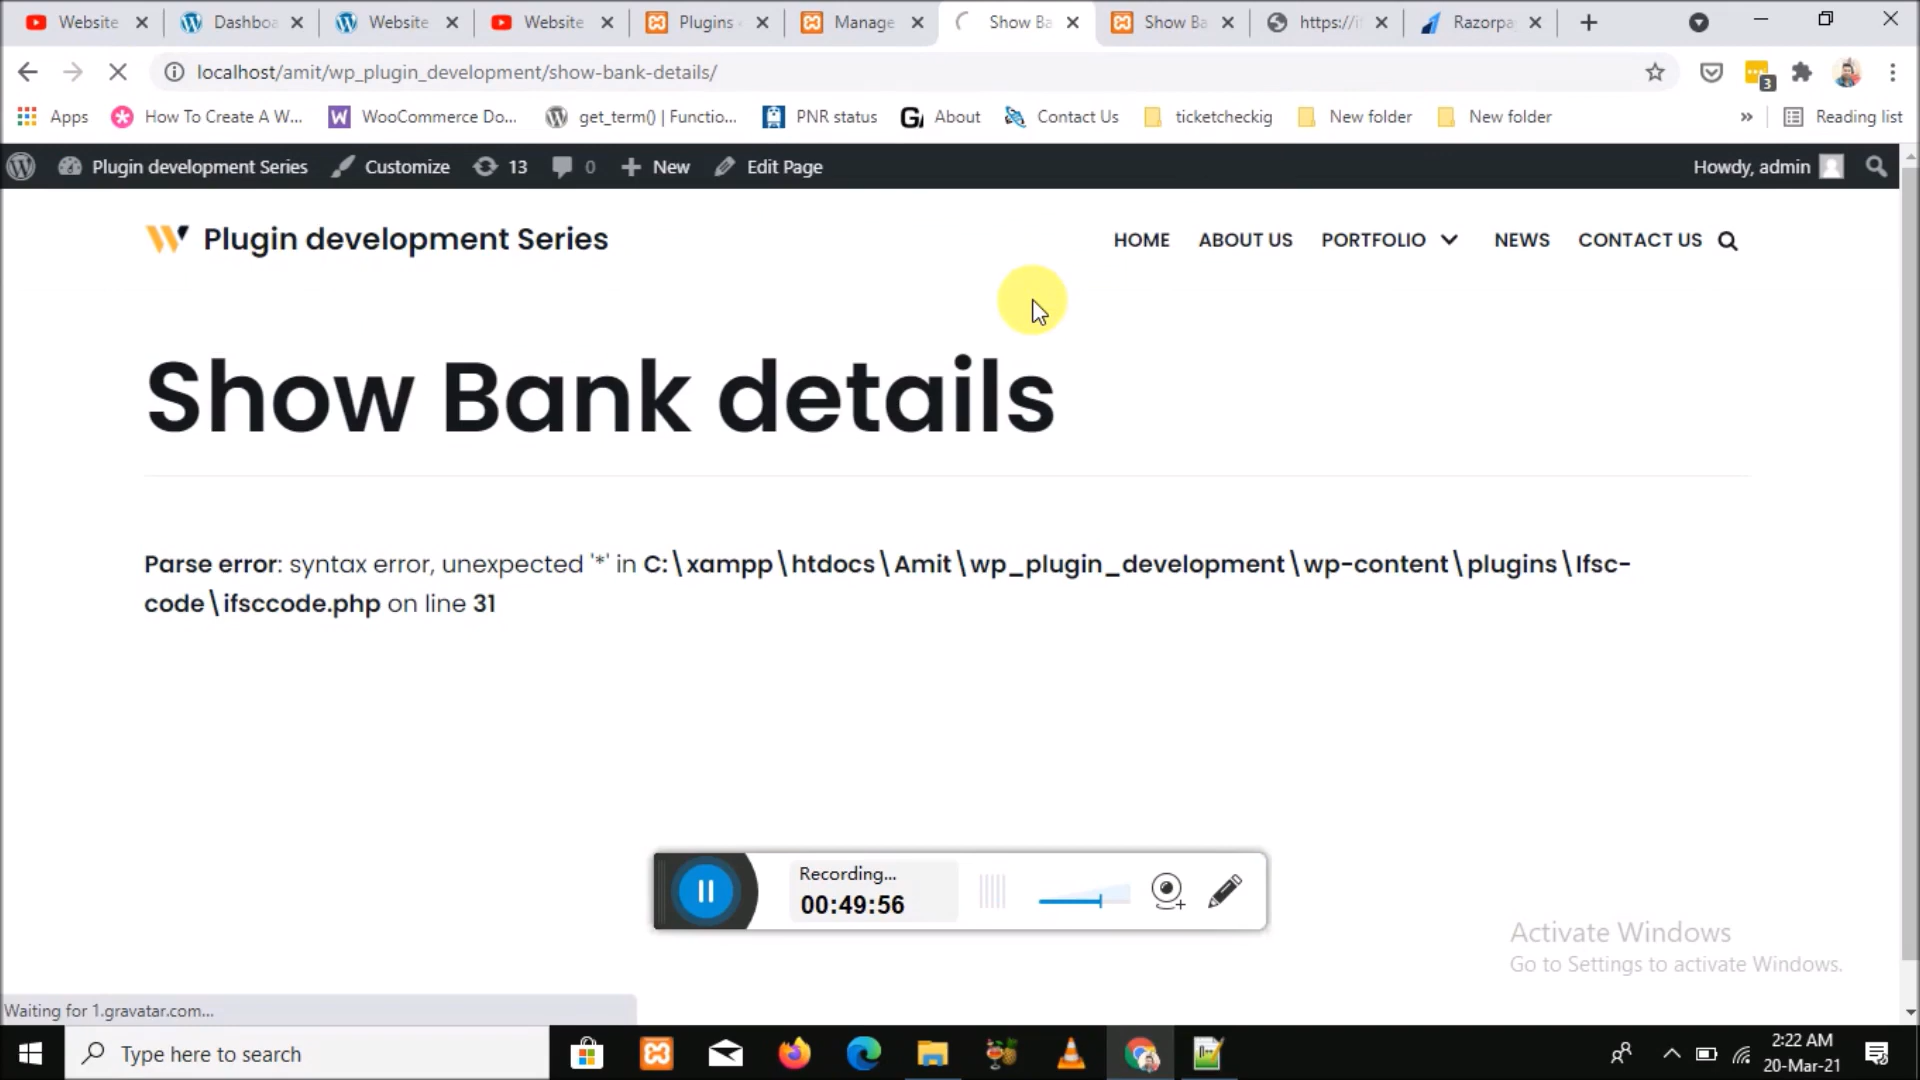 Website
Dashboa
Website
Website
Plugins
Manage
Show Ba
Show Ba
https://i
Razorpa
localhost/amit/wp_plugin_development/show-bank-details/
3
Apps
How To Create A W...
WooCommerce Do...
get_term() | Functio...
PNR status
About
Contact Us
ticketcheckig
New folder
New folder
»
Reading list
Plugin development Series
Customize
13
0
New
Edit Page
Howdy, admin
Plugin development Series
HOME
ABOUT US
PORTFOLIO
NEWS
CONTACT US
Show Bank details
Parse error: syntax error, unexpected '*' in C:\xampp\htdocs\Amit\wp_plugin_development\wp-content\plugins\Ifsc-
code\ifsccode.php on line 31
Recording...
00:49:56
Activate Windows
Go to Settings to activate Windows.
Waiting for 1.gravatar.com...
Type here to search
2:22 AM
20-Mar-21